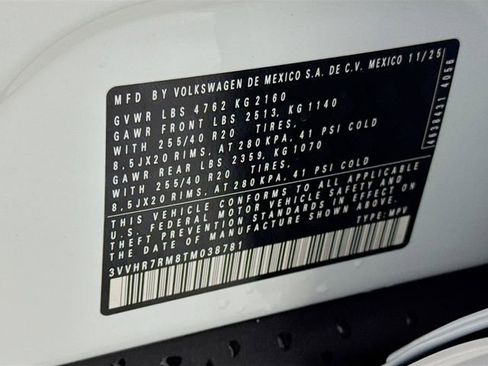 MFD BY VOLKSWAGEN DE MEXICO S.A. DE C.V. MEXICO 11/25
GVWR LBS 4762 KG 2160
GAWR FRONT LBS 2513, KG 1140
WITH 255/40 R20 TIRES,
8,5JX20 RIMS, AT 280KPA, 41 PSI COLD
GAWR REAR LBS 2359, KG1070
WITH 255/40 R20 TIRES,
8,5JX20 RIMS, AT 280 KPA, 41 PSI COLD
THIS VEHICLE CONFORMS TO ALL APPLICABLE
U.S. FEDERAL MOTOR VEHICLE SAFETY AND
THEFT PREVENTION STANDARDS IN EFFECT ON
THE DATE OF MANUFACTURE SHOWN ABOVE.
3VVHR7RM8TM038781 TYPE: MPV